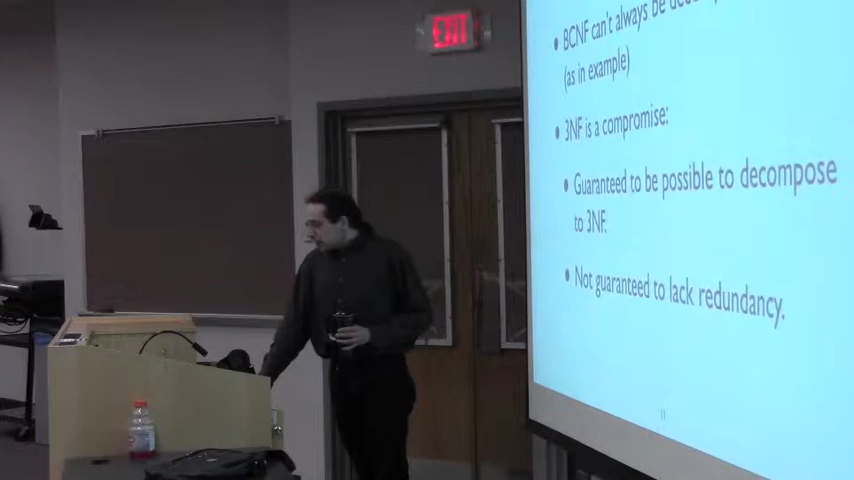 EXIT
• BCNF can't always be
(as in example)
• 3NF is a compromise:
• Guaranteed to be possible to decompose
to 3NF.
• Not guaranteed to lack redundancy.